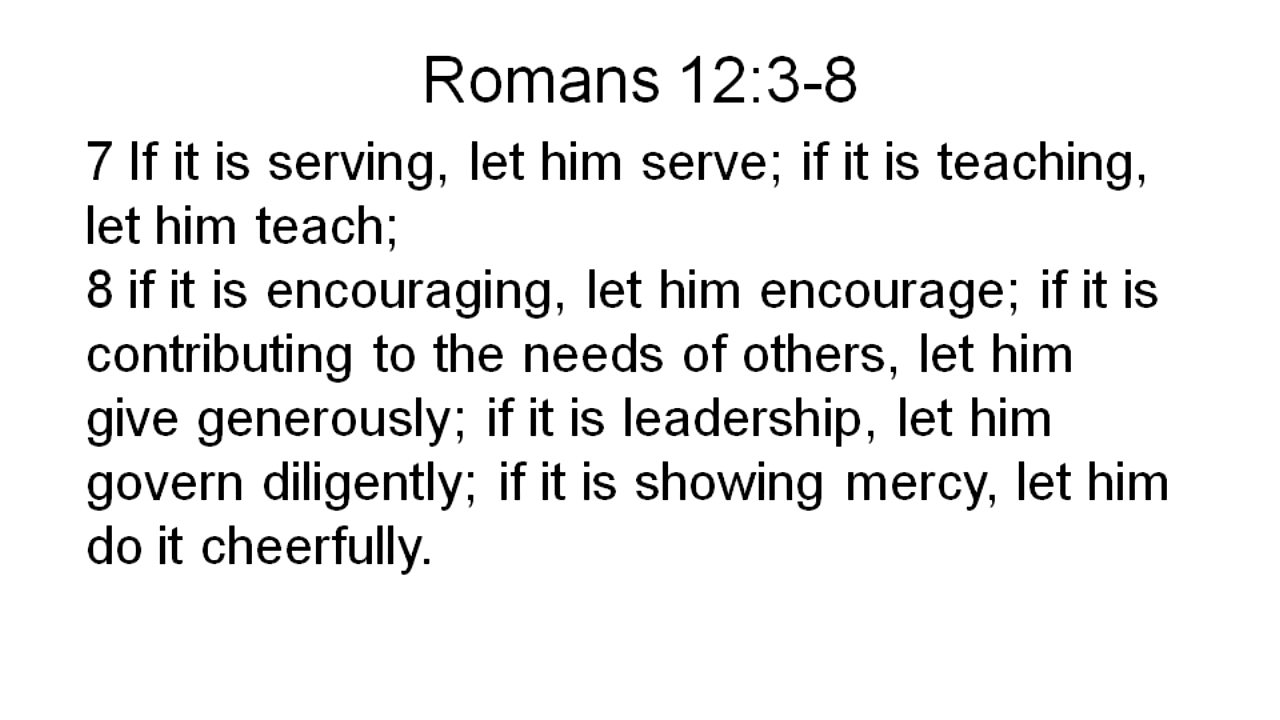 Romans 12:3-8
7 If it is serving, let him serve; if it is teaching,
let him teach;
8 if it is encouraging, let him encourage; if it is
contributing to the needs of others, let him
give generously; if it is leadership, let him
govern diligently; if it is showing mercy, let him
do it cheerfully.